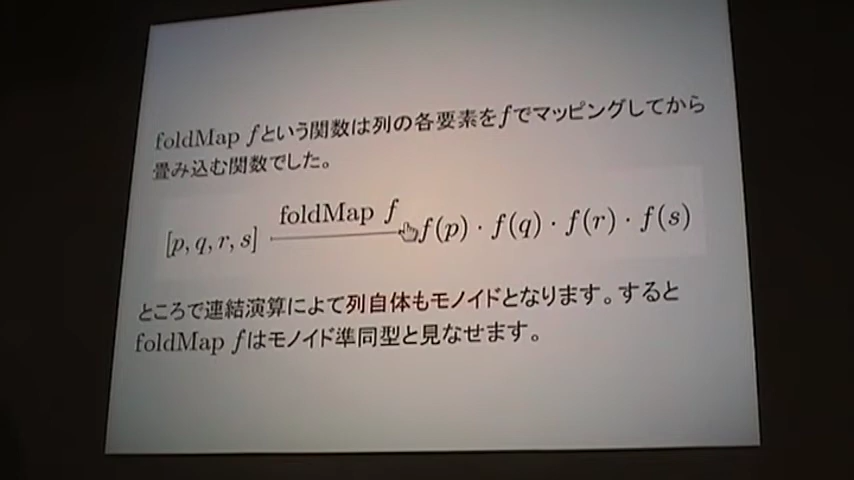 foldMap fという関数は列の各要素をfでマッピングしてから
畳み込む関数でした。
foldMap f
[p, q, r, s] f(p) · f(q) · f(r) · f(s)
ところで連結演算によて列自体もモノイドとなります。すると
foldMap fはモノイド準同型と見なせます。